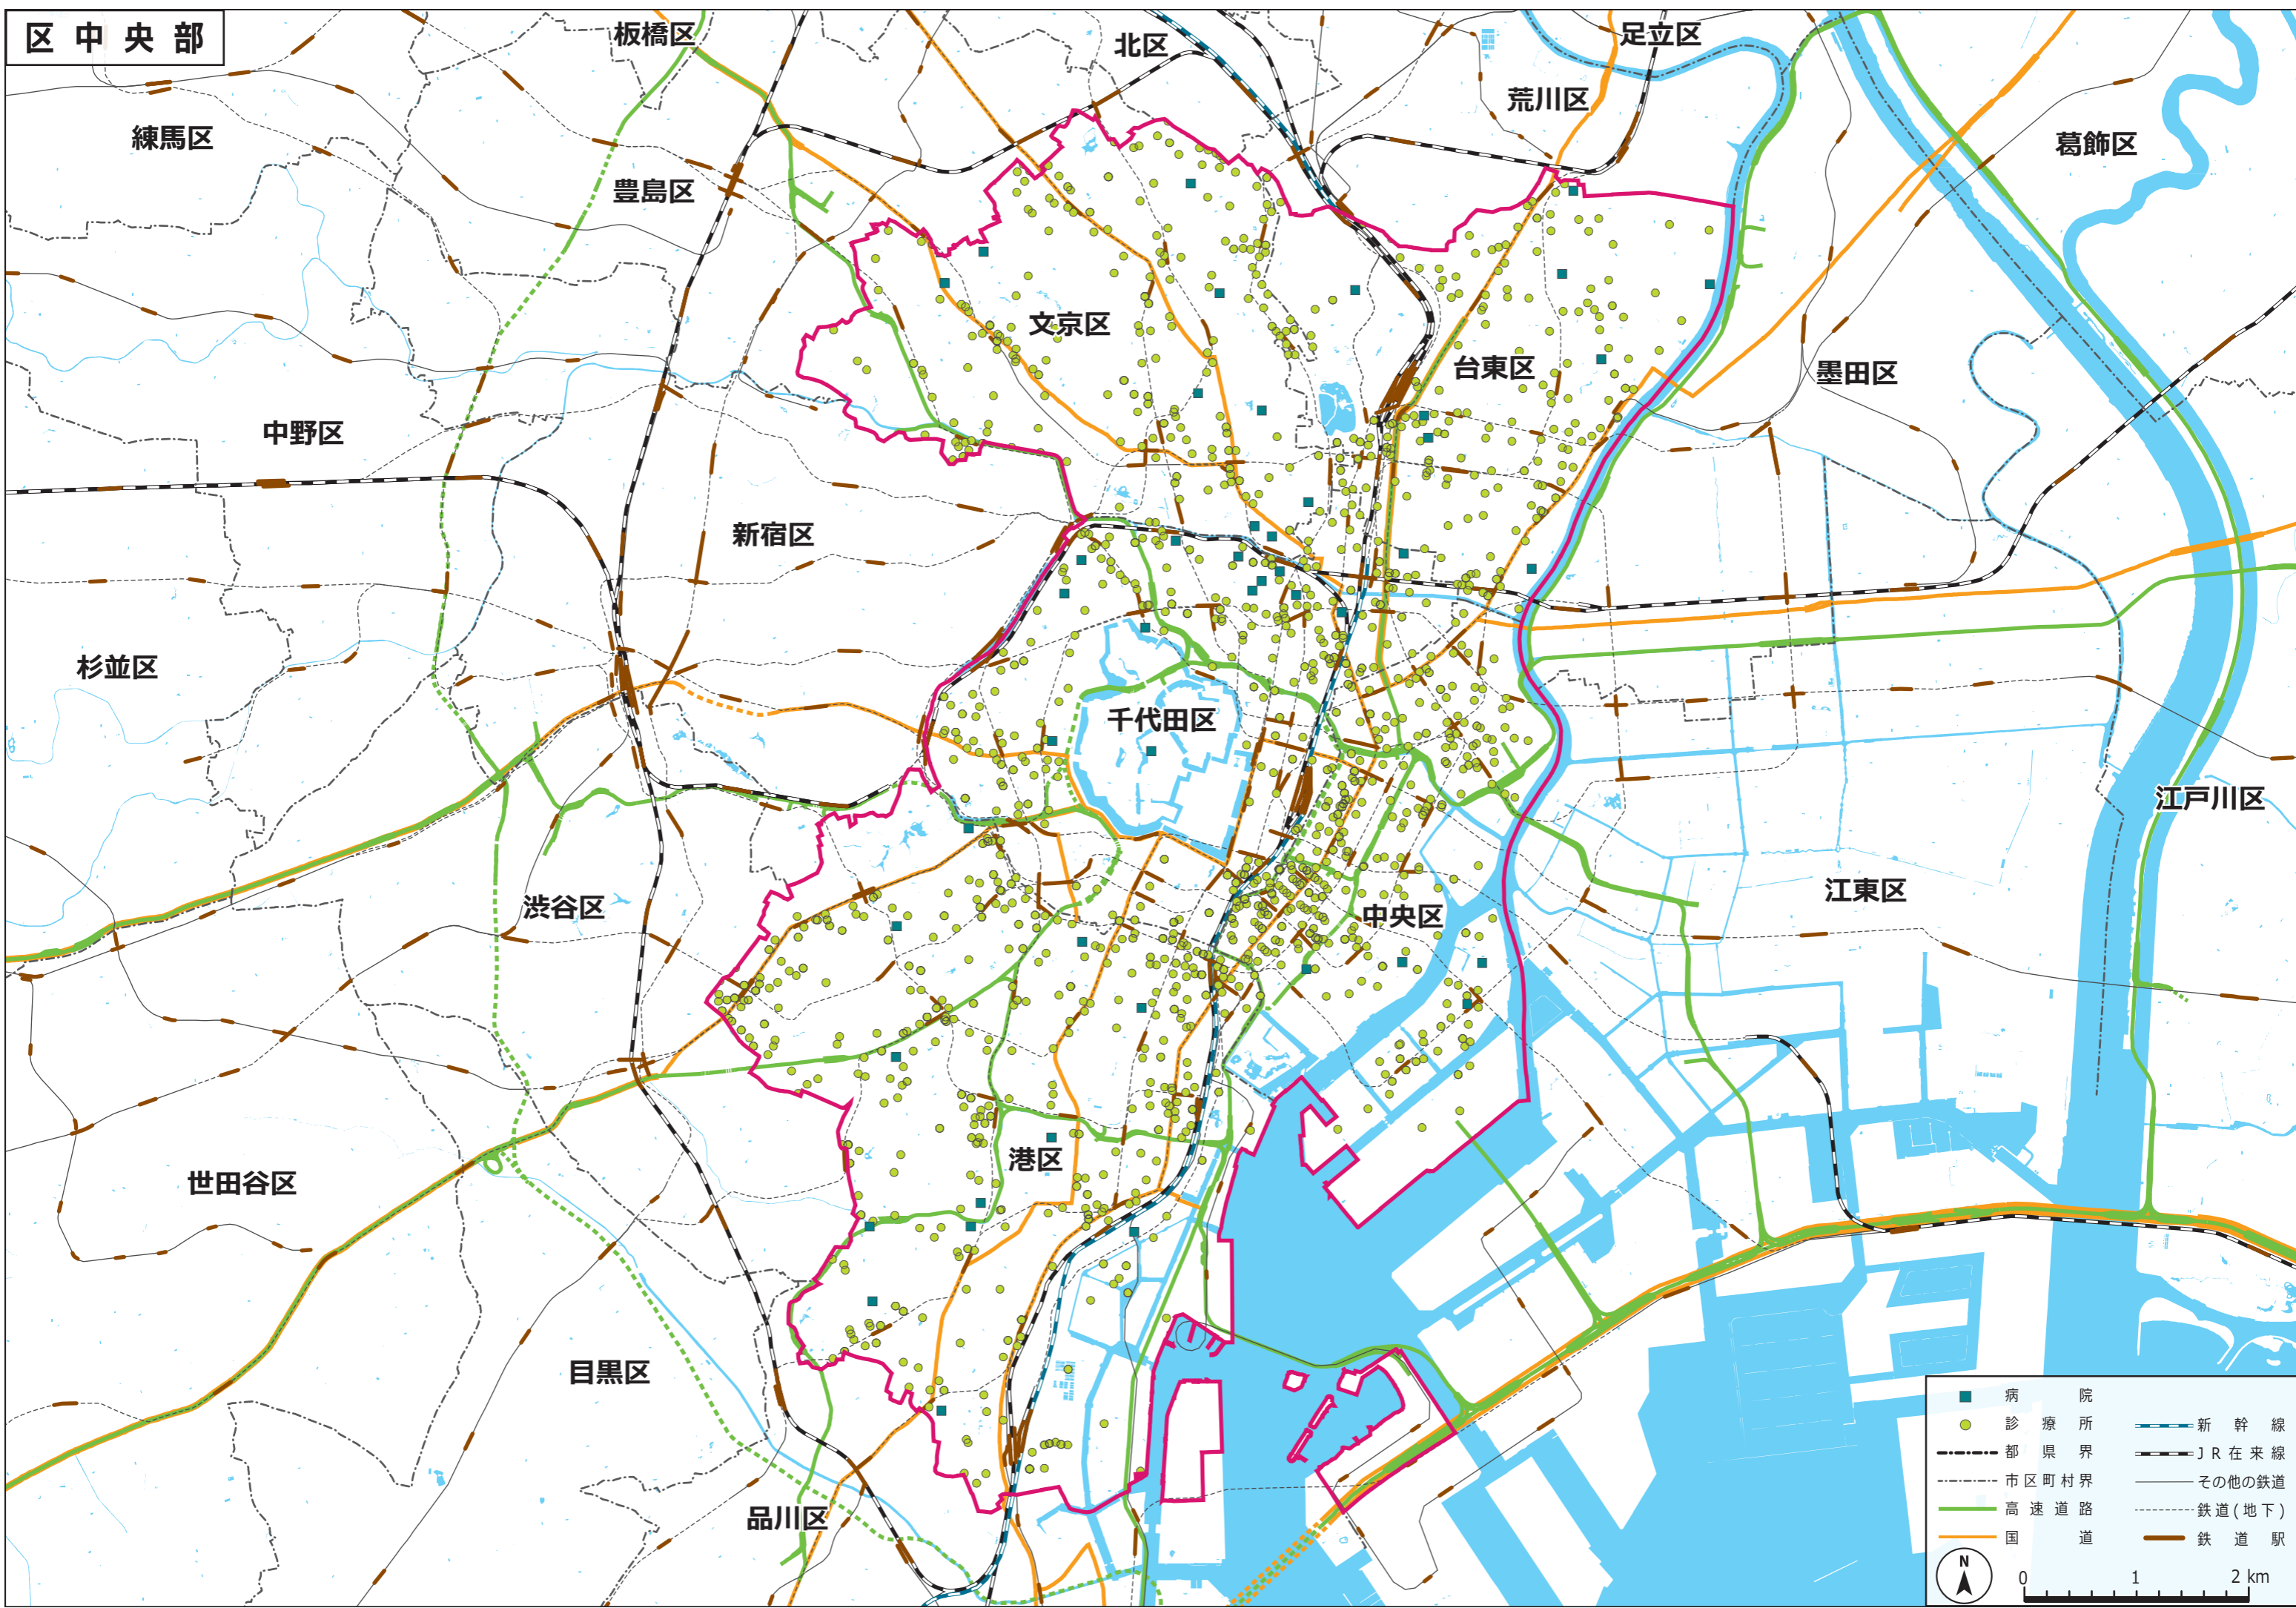 区中央部
板橋区
北区
足立区
荒川区
練馬区
葛飾区
豊島区
文京区
台東区
墨田区
中野区
新宿区
杉並区
千代田区
江戸川区
渋谷区
中央区
江東区
港区
世田谷区
目黒区
品川区
病院
診療所
都県界
市区町村界
高速道路
国道
新幹線
JR在来線
その他の鉄道
鉄道(地下)
鉄道駅
N
0 1 2 km